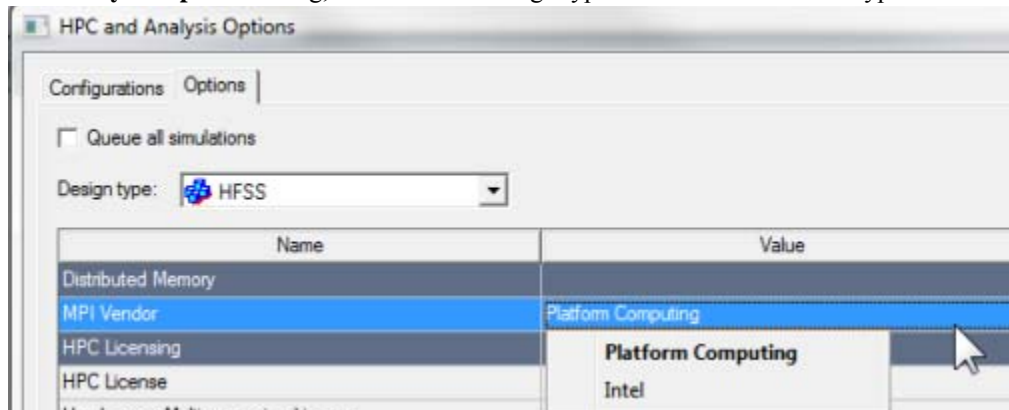 HPC and Analysis Options
Configurations Options
Queue all simulations
Design type: HFSS
Name Value
Distributed Memory
MPI Vendor Platform Computing
HPC Licensing Platform Computing
HPC License Intel